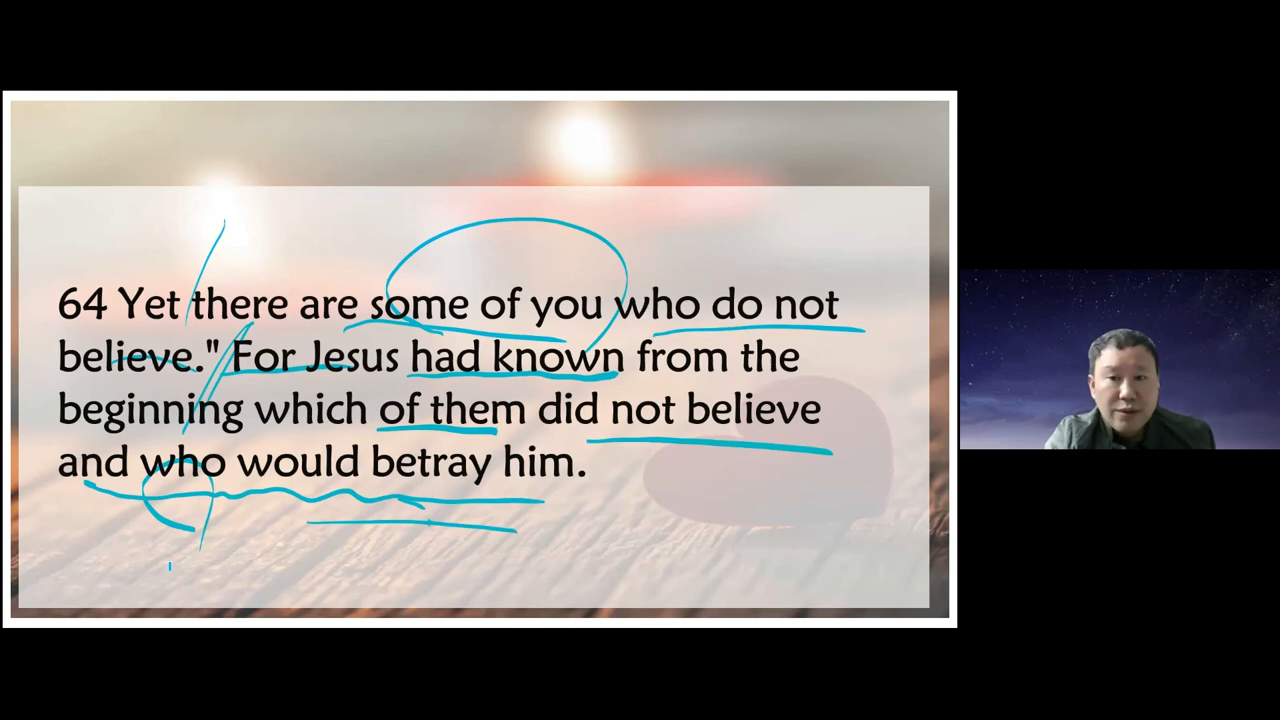 64 Yet there are some of you who do not
believe." For Jesus had known from the
beginning which of them did not believe
and who would betray him.